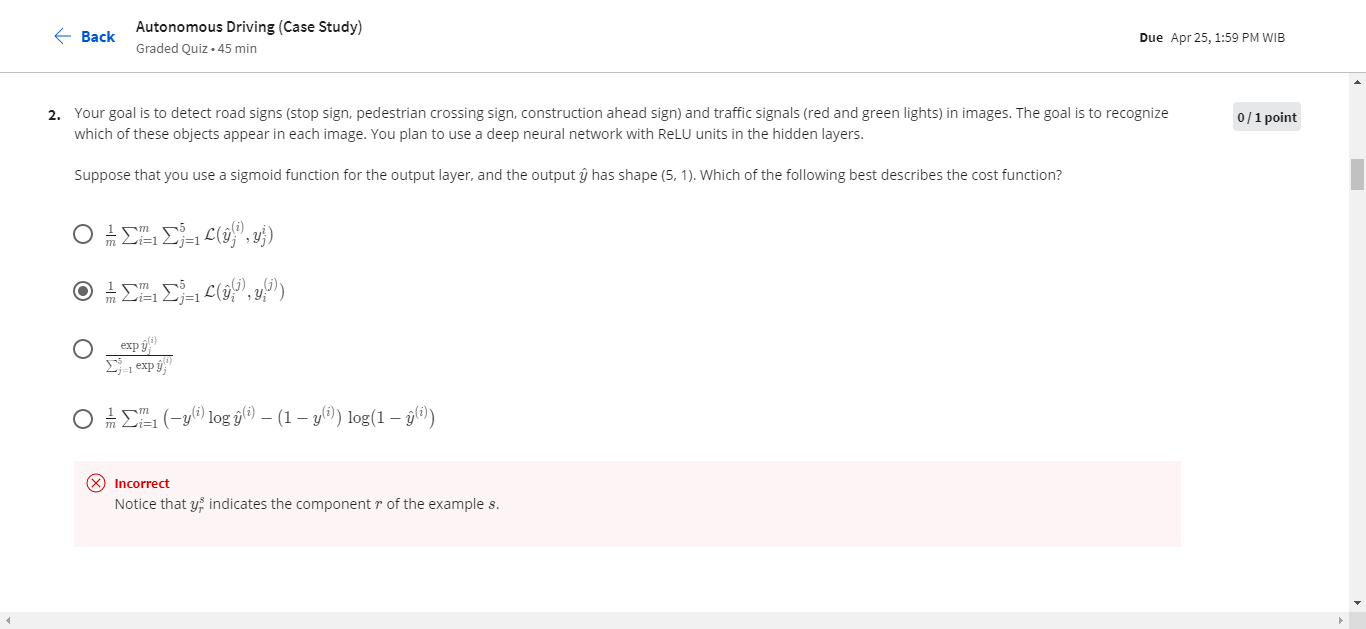 Back
Autonomous Driving (Case Study)
Graded Quiz • 45 min
Due Apr 25, 1:59 PM WIB
2. Your goal is to detect road signs (stop sign, pedestrian crossing sign, construction ahead sign) and traffic signals (red and green lights) in images. The goal is to recognize
which of these objects appear in each image. You plan to use a deep neural network with ReLU units in the hidden layers.
0 / 1 point
Suppose that you use a sigmoid function for the output layer, and the output ŷ has shape (5, 1). Which of the following best describes the cost function?
$\frac{1}{m} \sum_{i=1}^{m} \sum_{j=1}^{5} \mathcal{L}(\hat{y}_j^{(i)}, y_j^{i})$
$\frac{1}{m} \sum_{i=1}^{m} \sum_{j=1}^{5} \mathcal{L}(\hat{y}_i^{(j)}, y_i^{(j)})$
$\frac{\exp \hat{y}_j^{(i)}}{\sum_{j=1}^{5} \exp \hat{y}_j^{(i)}}$
$\frac{1}{m} \sum_{i=1}^{m} (-y^{(i)} \log \hat{y}^{(i)} - (1 - y^{(i)}) \log(1 - \hat{y}^{(i)}))$
Incorrect
Notice that $y_r^s$ indicates the component $r$ of the example $s$.